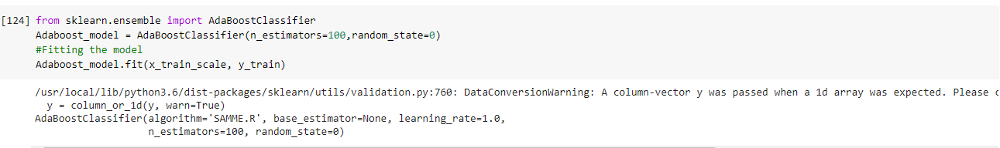 [124] from sklearn.ensemble import AdaBoostClassifier
Adaboost_model = AdaBoostClassifier(n_estimators=100,random_state=0)
#Fitting the model
Adaboost_model.fit(x_train_scale, y_train)
/usr/local/lib/python3.6/dist-packages/sklearn/utils/validation.py:760: DataConversionWarning: A column-vector y was passed when a 1d array was expected. Please
y = column_or_1d(y, warn=True)
AdaBoostClassifier(algorithm='SAMME.R', base_estimator=None, learning_rate=1.0,
n_estimators=100, random_state=0)